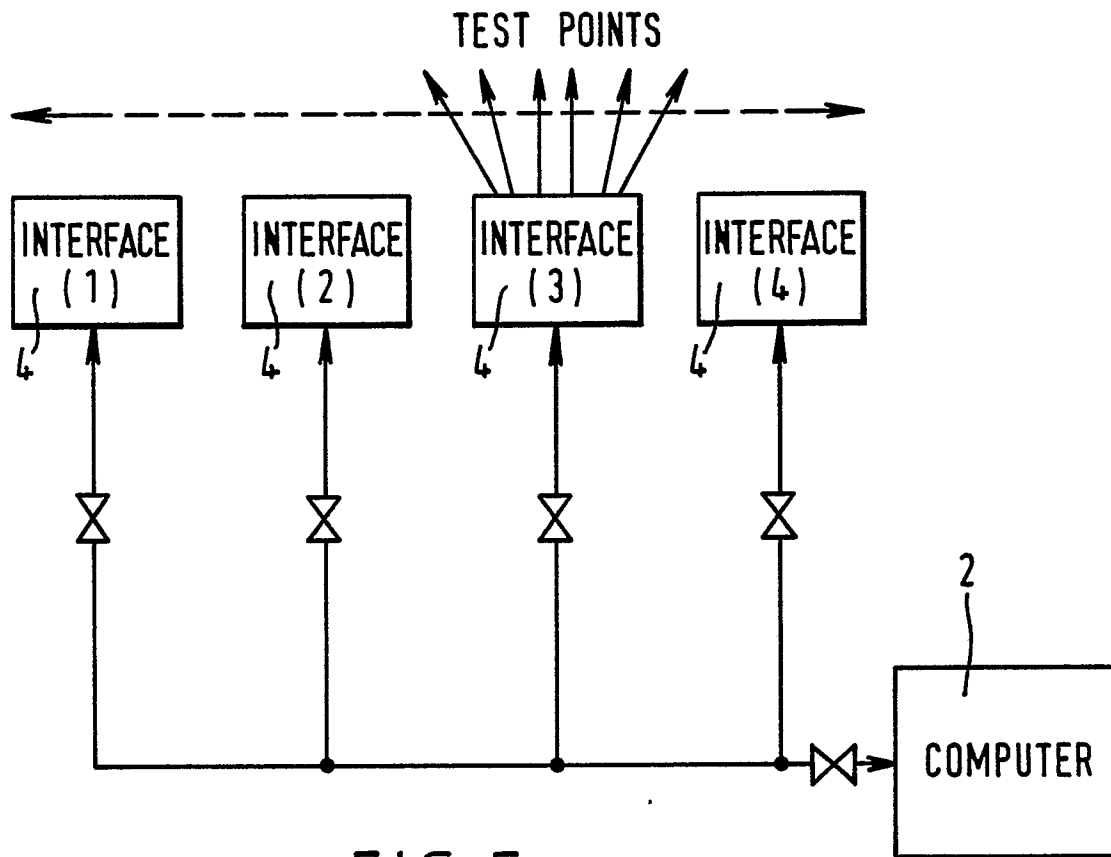 TEST POINTS
INTERFACE
(1)
INTERFACE
(2)
INTERFACE
(3)
INTERFACE
(4)
4
4
4
4
2
COMPUTER